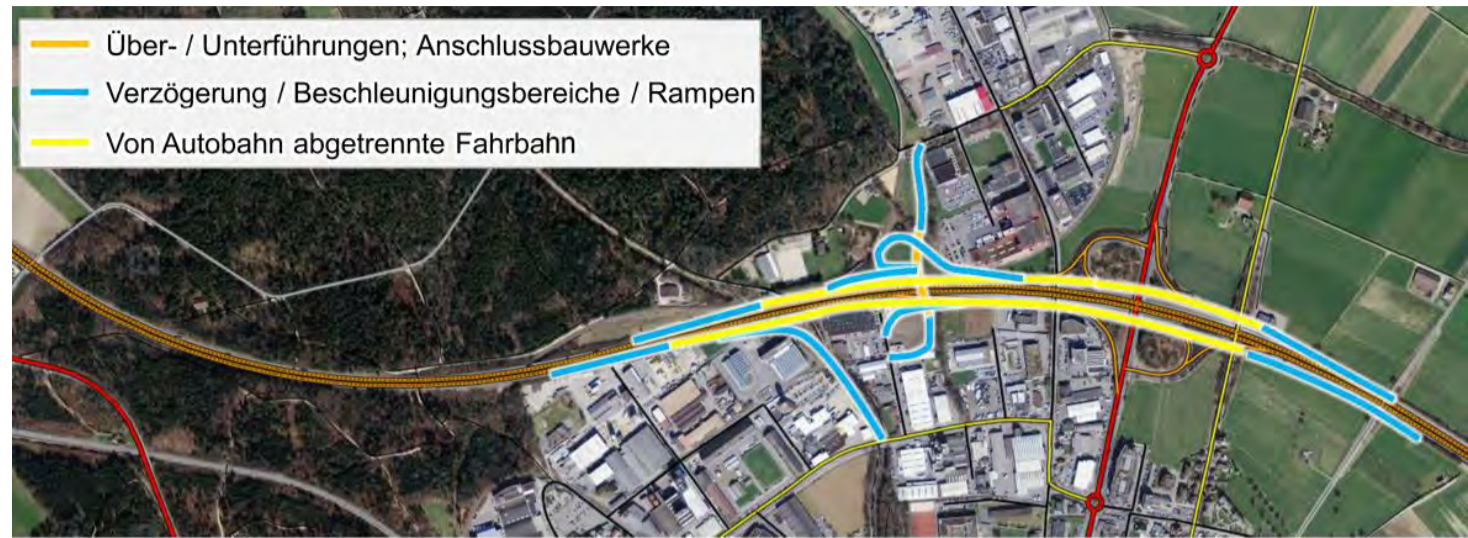 Über- / Unterführungen; Anschlussbauwerke
Verzögerung / Beschleunigungsbereiche / Rampen
Von Autobahn abgetrennte Fahrbahn